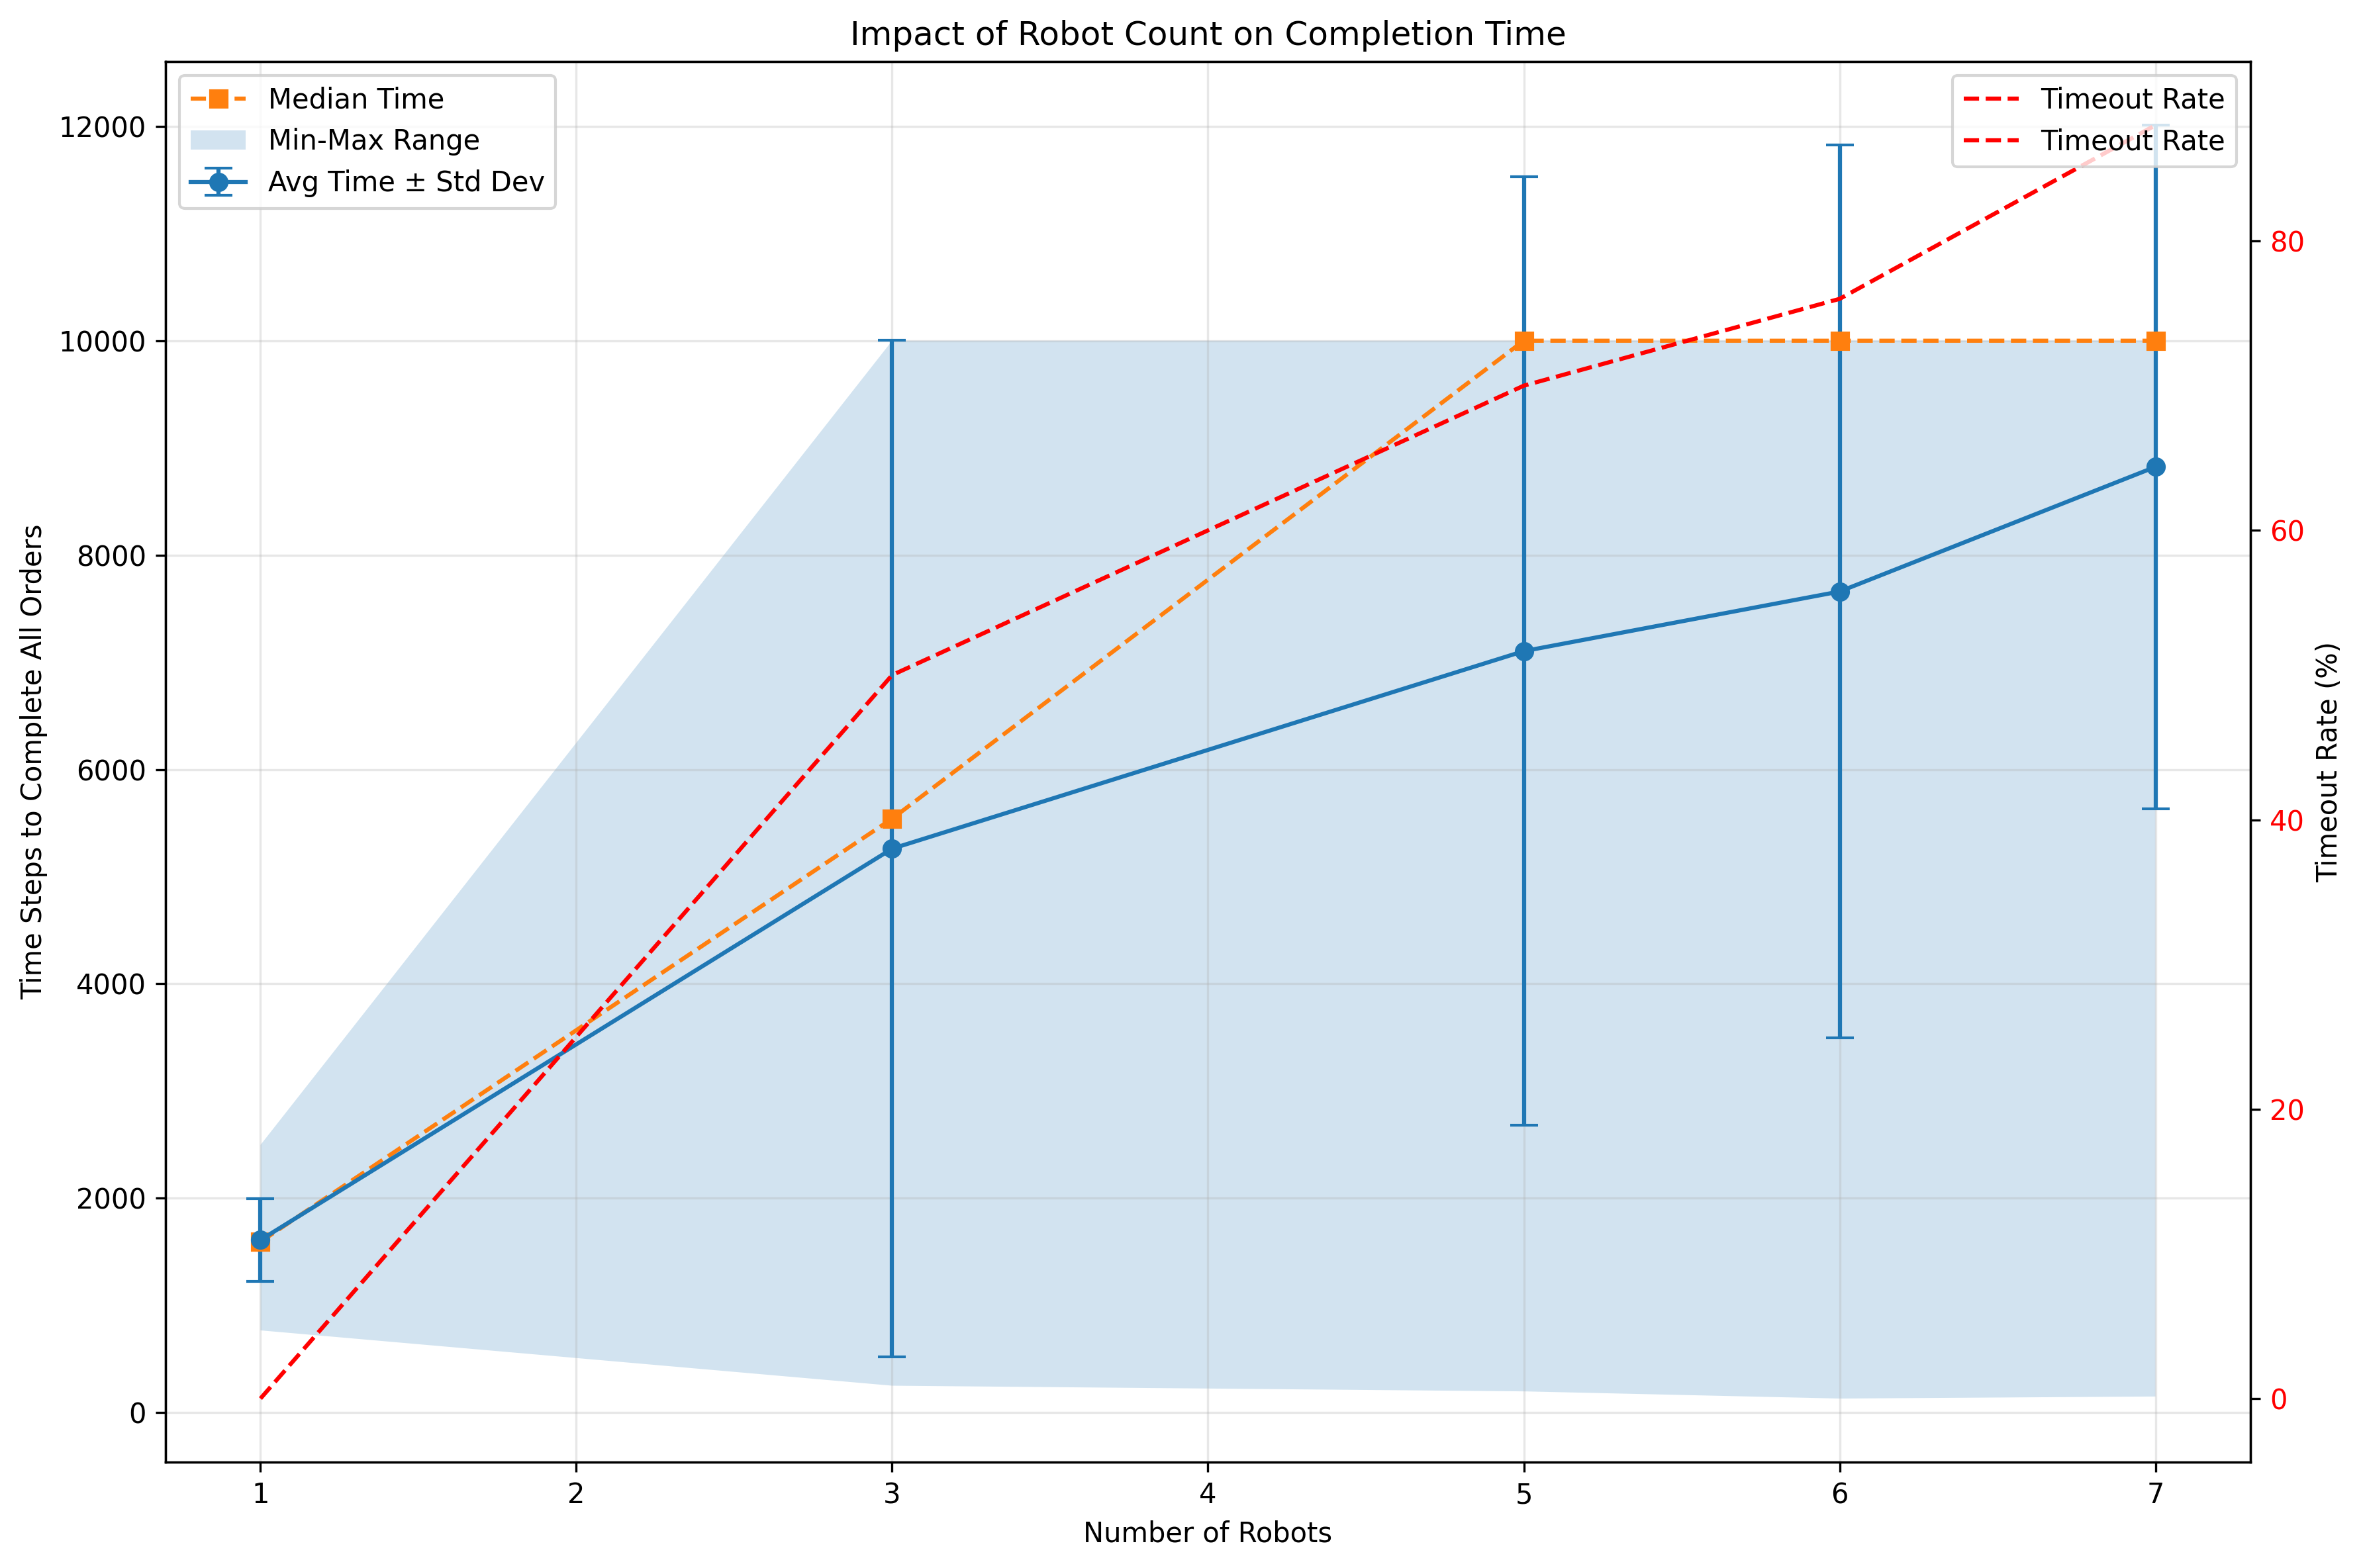 Impact of Robot Count on Completion Time
Median Time
Min-Max Range
Avg Time ± Std Dev
Timeout Rate
Timeout Rate
12000
10000
8000
6000
4000
2000
0
Time Steps to Complete All Orders
80
60
40
20
0
Timeout Rate (%)
1 2 3 4 5 6 7
Number of Robots